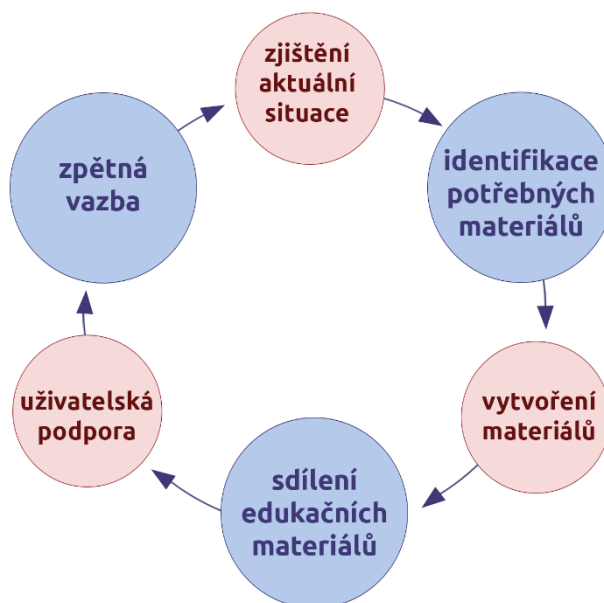 zjištění
aktuální
situace
identifikace
potřebných
materiálů
vytvoření
materiálů
sdílení
edukačních
materiálů
uživatelská
podpora
zpětná
vazba